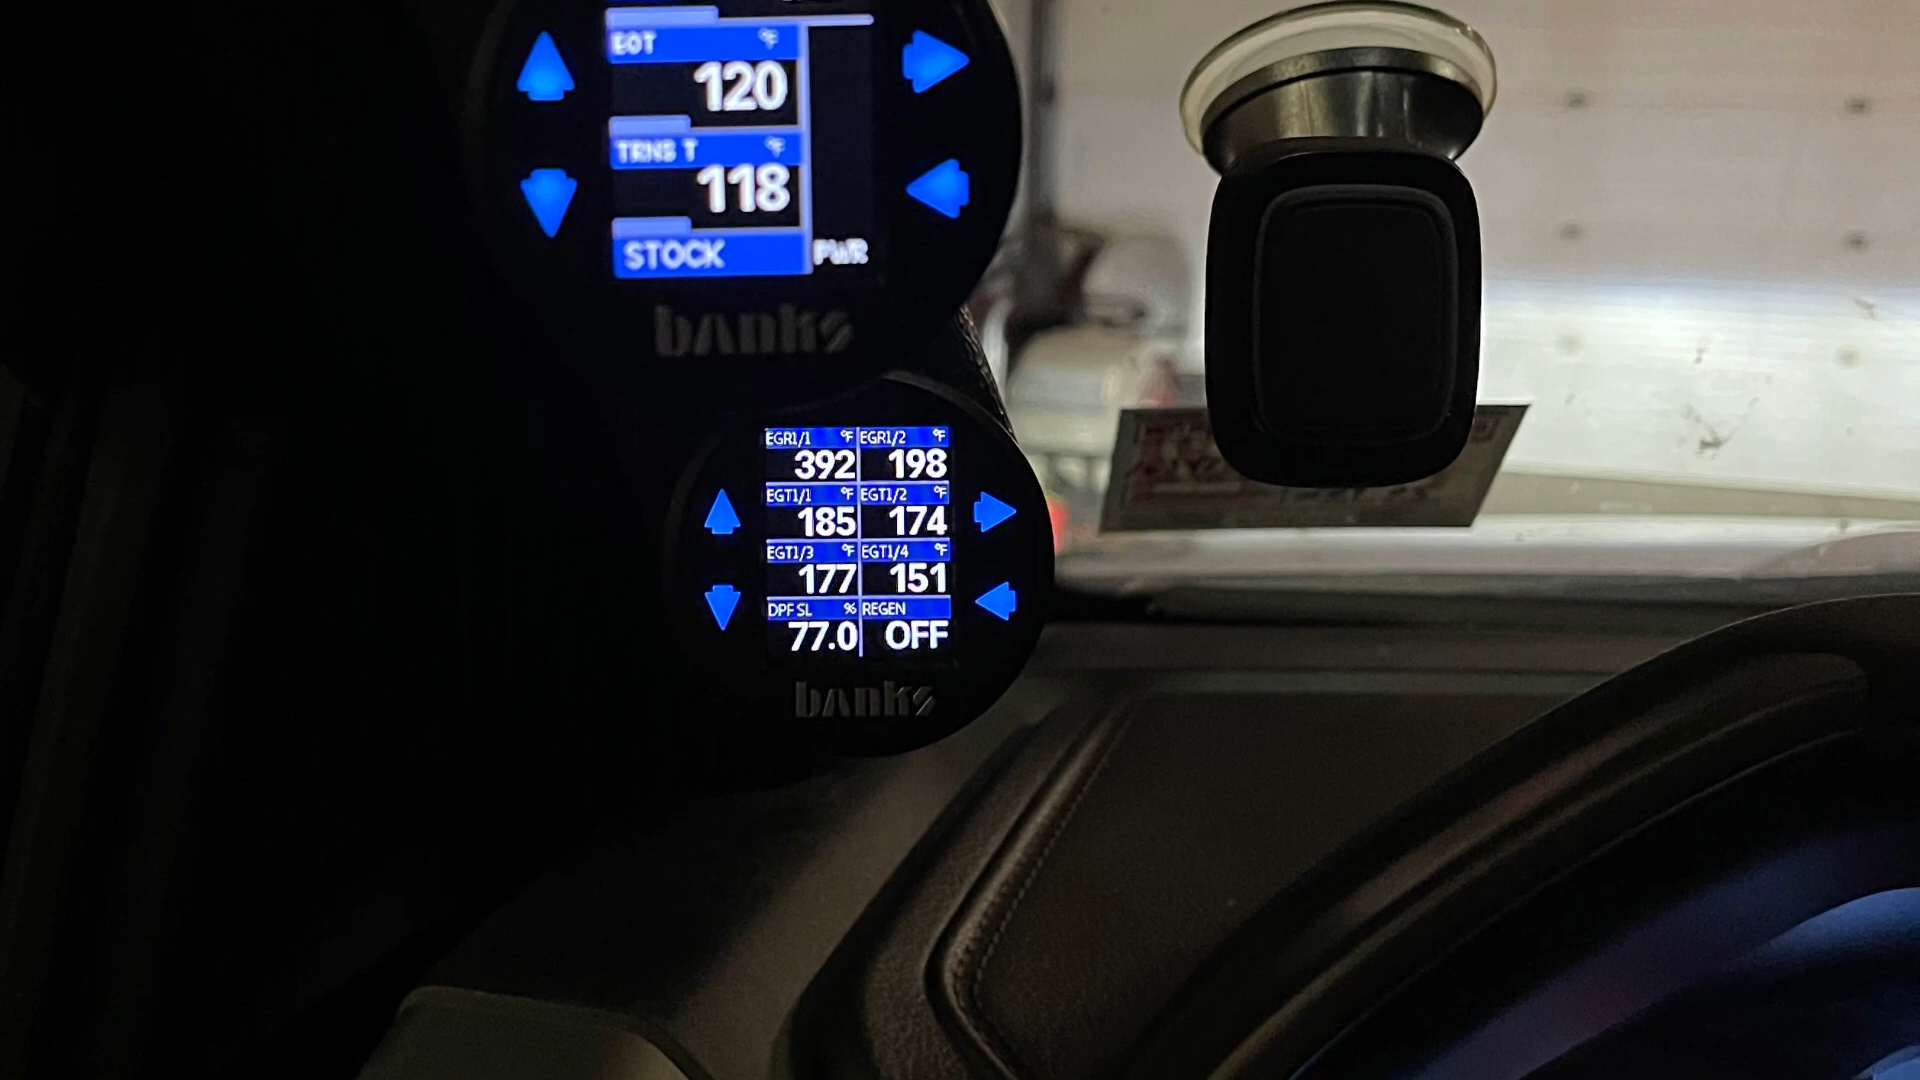 EOT °F
120
TRNS T °F
118
STOCK PWR
banks
EGR1/1 °F EGR1/2 °F
392 198
EGT1/1 °F EGT1/2 °F
185 174
EGT1/3 °F EGT1/4 °F
177 151
DPF SL % REGEN
77.0 OFF
banks